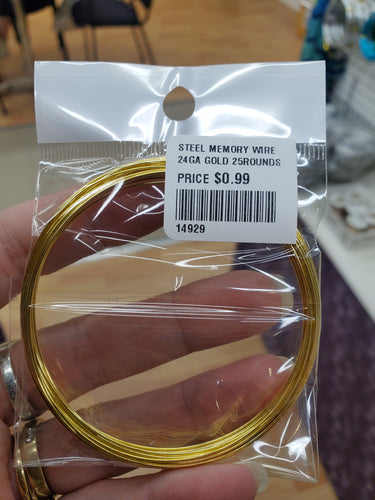 STEEL MEMORY WIRE
24GA GOLD 25ROUNDS
PRICE $0.99
14929